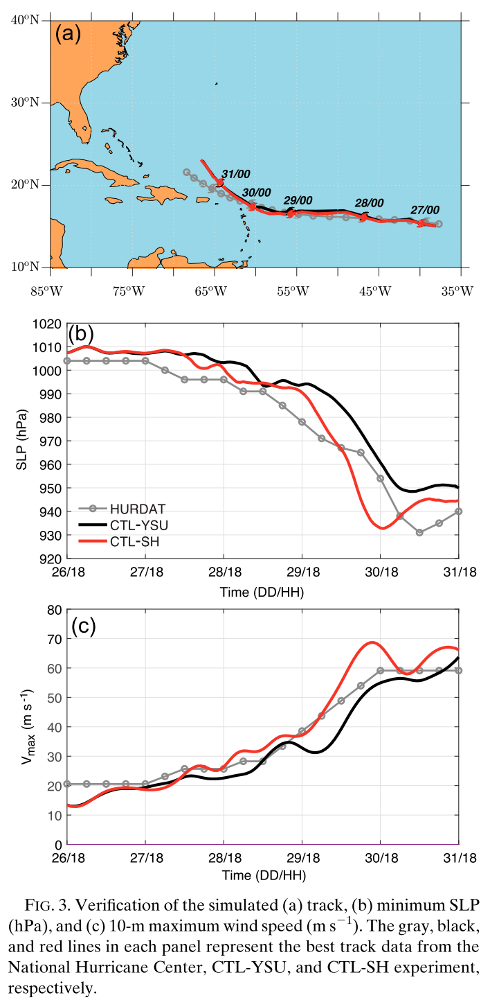 40°N
(a)
30°N
31/00
20°N
30/00
29/00
28/00
27/00
10°N
85°W 75°W 65°W 55°W 45°W 35°W
1020
(b)
1010
1000
990
980
970
960
950
940
930
920
SLP (hPa)
HURDAT
CTL-YSU
CTL-SH
26/18 27/18 28/18 29/18 30/18 31/18
Time (DD/HH)
80
(c)
70
60
50
40
30
20
10
0
Vmax (m s-1)
26/18 27/18 28/18 29/18 30/18 31/18
Time (DD/HH)
FIG. 3. Verification of the simulated (a) track, (b) minimum SLP
(hPa), and (c) 10-m maximum wind speed (m s−1). The gray, black,
and red lines in each panel represent the best track data from the
National Hurricane Center, CTL-YSU, and CTL-SH experiment,
respectively.